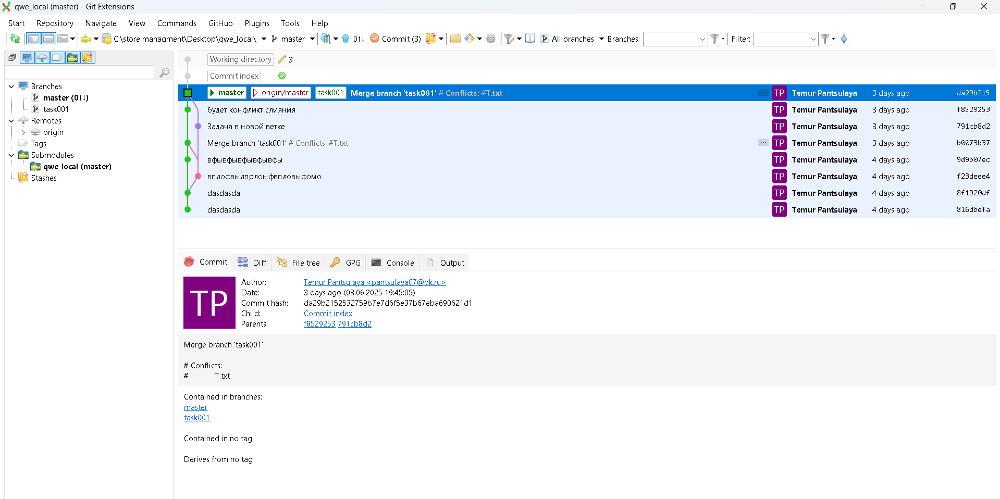 qwe_local (master) - Git Extensions
Start Repository Navigate View Commands GitHub Plugins Tools Help
C:\store managment\Desktop\qwe_local\ master 0↑↓ Commit (3) All branches Branches: Filter:
Branches
master (0↑↓)
task001
Remotes
origin
Tags
Submodules
qwe_local (master)
Stashes
Working directory 3
Commit index
master origin/master task001 Merge branch 'task001' # Conflicts: #T.txt ... TP Temur Pantsulaya 3 days ago da29b215
будет конфликт слияния TP Temur Pantsulaya 3 days ago f8529253
Задача в новой ветке TP Temur Pantsulaya 3 days ago 791cb8d2
Merge branch 'task001' # Conflicts: #T.txt ... TP Temur Pantsulaya 3 days ago b0073b37
вфывфывфывфывфы TP Temur Pantsulaya 4 days ago 9d9b07ec
вплофвылпрлоыфвпловыфомо TP Temur Pantsulaya 4 days ago f23deee4
dasdasda TP Temur Pantsulaya 4 days ago 8f1920df
dasdasda TP Temur Pantsulaya 4 days ago 816dbefa
Commit Diff File tree GPG Console Output
TP
Author: Temur Pantsulaya <pantsulaya07@bk.ru>
Date: 3 days ago (03.06.2025 19:45:05)
Commit hash: da29b2152532759b7e7d6f5e37b67eba690621d1
Child: Commit index
Parents: f8529253 791cb8d2
Merge branch 'task001'
# Conflicts:
# T.txt
Contained in branches:
master
task001
Contained in no tag
Derives from no tag